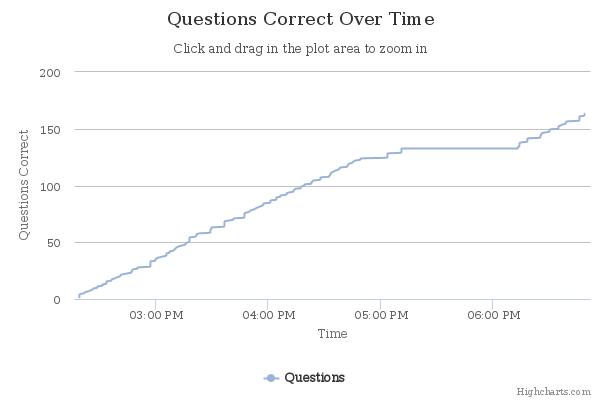 Questions Correct Over Time
Click and drag in the plot area to zoom in
Questions Correct
200
150
100
50
0
03:00 PM
04:00 PM
05:00 PM
06:00 PM
Time
Questions
Highcharts.com